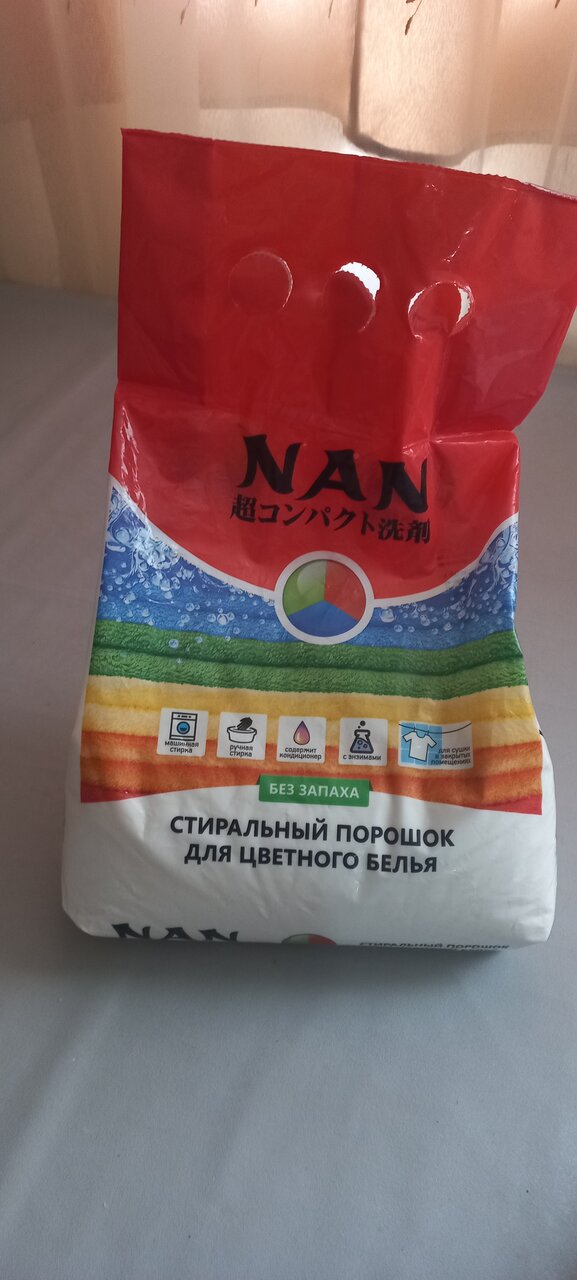 NAN
超コンパクト洗剤
машинная
стирка
ручная
стирка
содержит
кондиционер
с энзимами
для сушки
в закрытых
помещениях
БЕЗ ЗАПАХА
СТИРАЛЬНЫЙ ПОРОШОК
ДЛЯ ЦВЕТНОГО БЕЛЬЯ
NAN
СТИРАЛЬНЫЙ ПОРОШОК